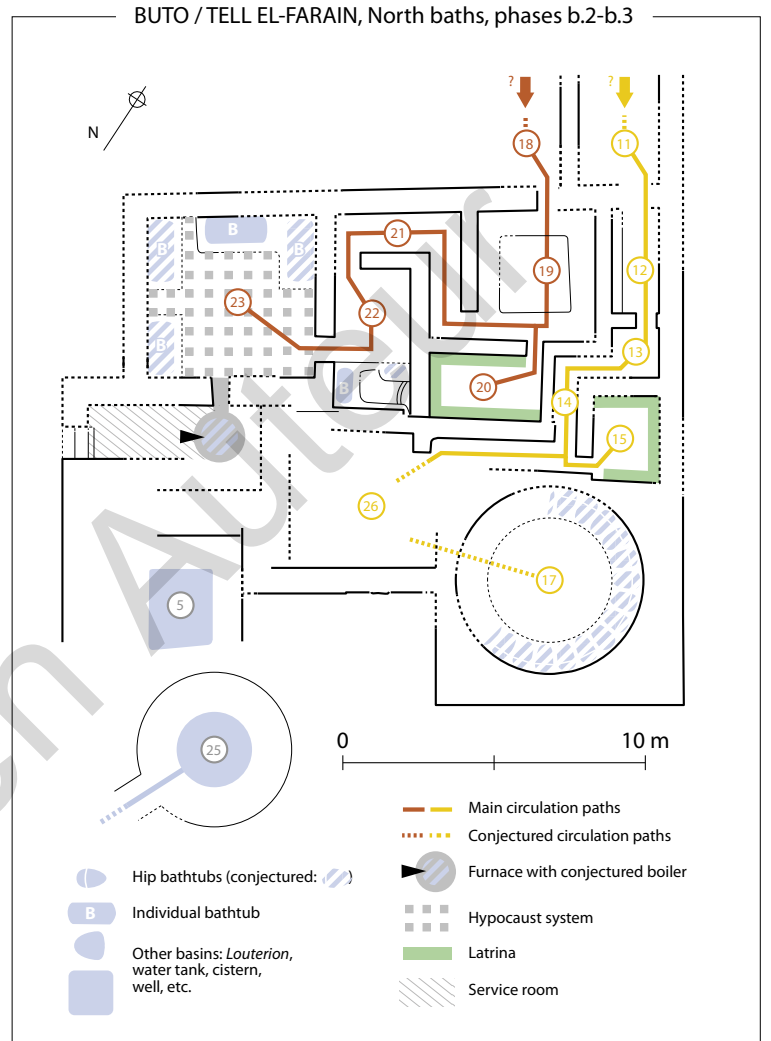 BUTO / TELL EL-FARAIN, North baths, phases b.2-b.3
N
?
?
18
11
B
B
B
21
19
12
23
22
13
B
B
20
14
15
26
5
17
25
0
10 m
Main circulation paths
Conjectured circulation paths
Hip bathtubs (conjectured: )
Furnace with conjectured boiler
B
Individual bathtub
Hypocaust system
Other basins: Louterion,
water tank, cistern,
well, etc.
Latrina
Service room
en Auteur